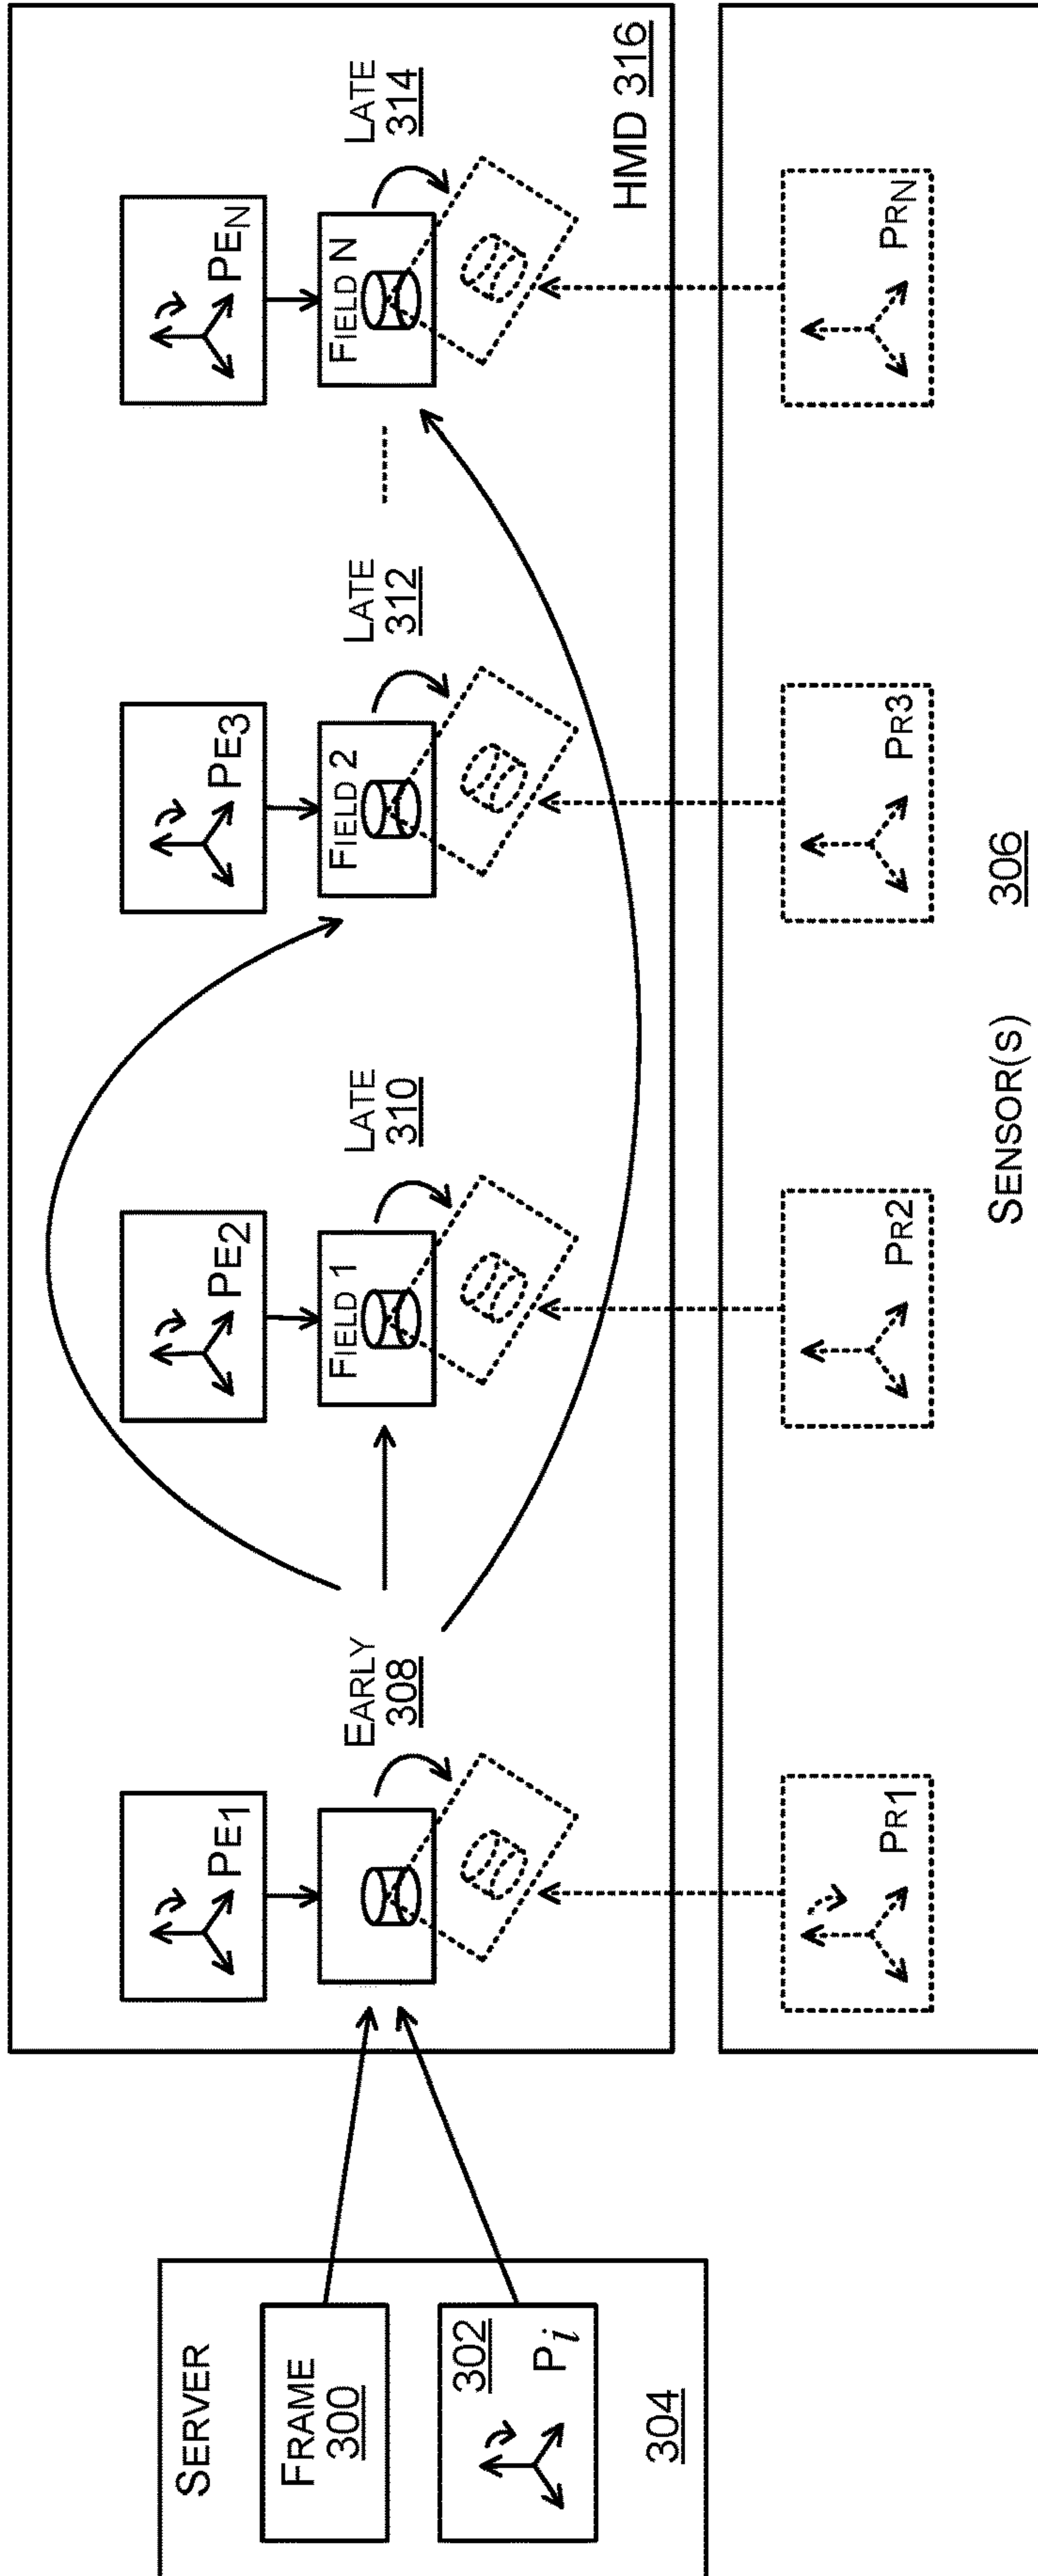 SERVER
FRAME
300
302
Pi
304
PE1
PE2
PE3
PEN
EARLY
308
FIELD 1
LATE
310
FIELD 2
LATE
312
FIELD N
LATE
314
HMD 316
PR1
PR2
PR3
PRN
SENSOR(S) 306